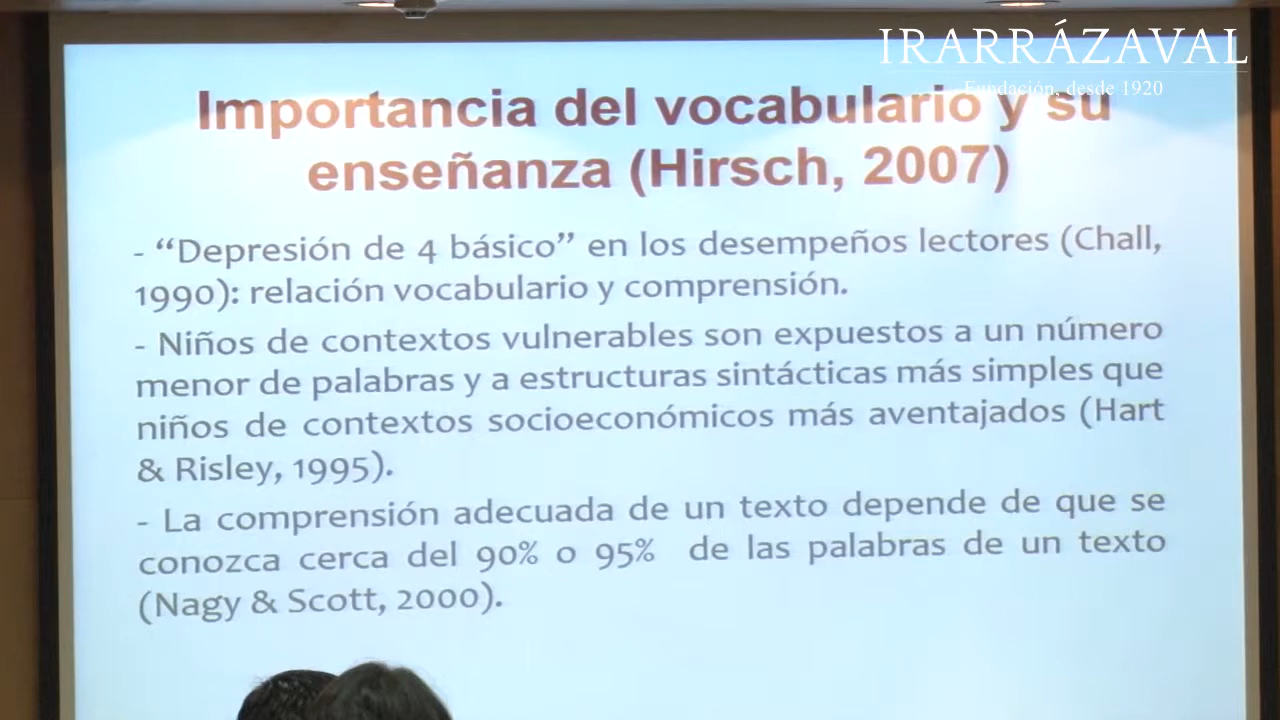 IRARRÁZAVAL
Fundación, desde 1920
Importancia del vocabulario y su
enseñanza (Hirsch, 2007)
- “Depresión de 4 básico” en los desempeños lectores (Chall,
1990): relación vocabulario y comprensión.
- Niños de contextos vulnerables son expuestos a un número
menor de palabras y a estructuras sintácticas más simples que
niños de contextos socioeconómicos más aventajados (Hart
& Risley, 1995).
- La comprensión adecuada de un texto depende de que se
conozca cerca del 90% o 95% de las palabras de un texto
(Nagy & Scott, 2000).